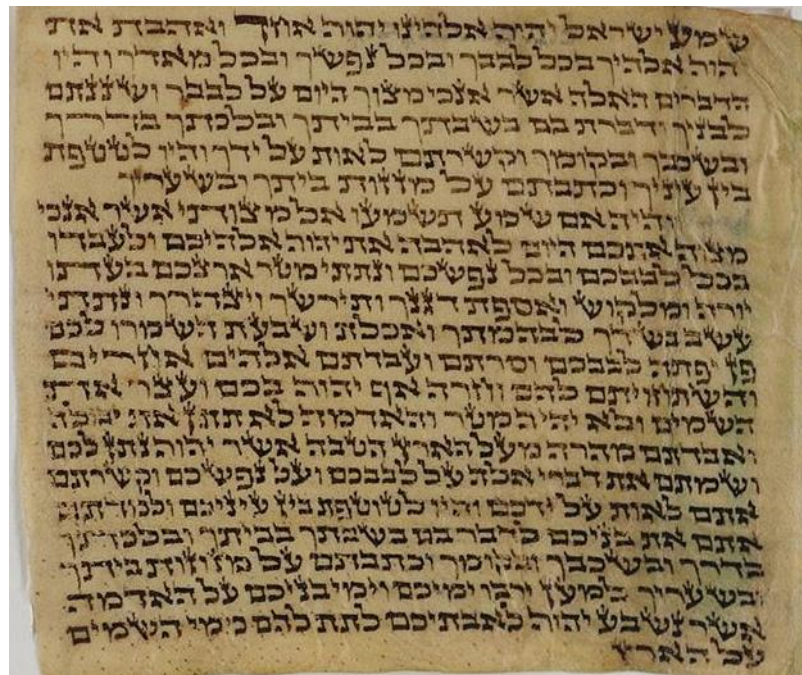 שמע ישראל יהוה אלהינו יהוה אחד ואהבת את
יהוה אלהיך בכל לבבך ובכל נפשך ובכל מאדך והיו
הדברים האלה אשר אנכי מצוך היום על לבבך ושננתם
לבניך ודברת בם בשבתך בביתך ובלכתך בדרך
ובשכבך ובקומך וקשרתם לאות על ידך והיו לטטפת
בין עיניך וכתבתם על מזזות ביתך ובשעריך
והיה אם שמע תשמעו אל מצותי אשר אנכי
מצוה אתכם היום לאהבה את יהוה אלהיכם ולעבדו
בכל לבבכם ובכל נפשכם ונתתי מטר ארצכם בעתו
יורה ומלקוש ואספת דגנך ותירשך ויצהרך ונתתי
עשב בשדך לבהמתך ואכלת ושבעת השמרו לכם
פן יפתה לבבכם וסרתם ועבדתם אלהים אחרים
והשתחויתם להם וחרה אף יהוה בכם ועצר את
השמים ולא יהיה מטר והאדמה לא תתן את יבולה
ואבדתם מהרה מעל הארץ הטבה אשר יהוה נתן לכם
ושמתם את דברי אלה על לבבכם ועל נפשכם וקשרתם
אתם לאות על ידכם והיו לטוטפת בין עיניכם ולמדתם
אתם את בניכם לדבר בם בשבתך בביתך ובלכתך
בדרך ובשכבך ובקומך וכתבתם על מזוזות ביתך
ובשעריך למען ירבו ימיכם וימי בניכם על האדמה
אשר נשבע יהוה לאבתיכם לתת להם כימי השמים
על הארץ